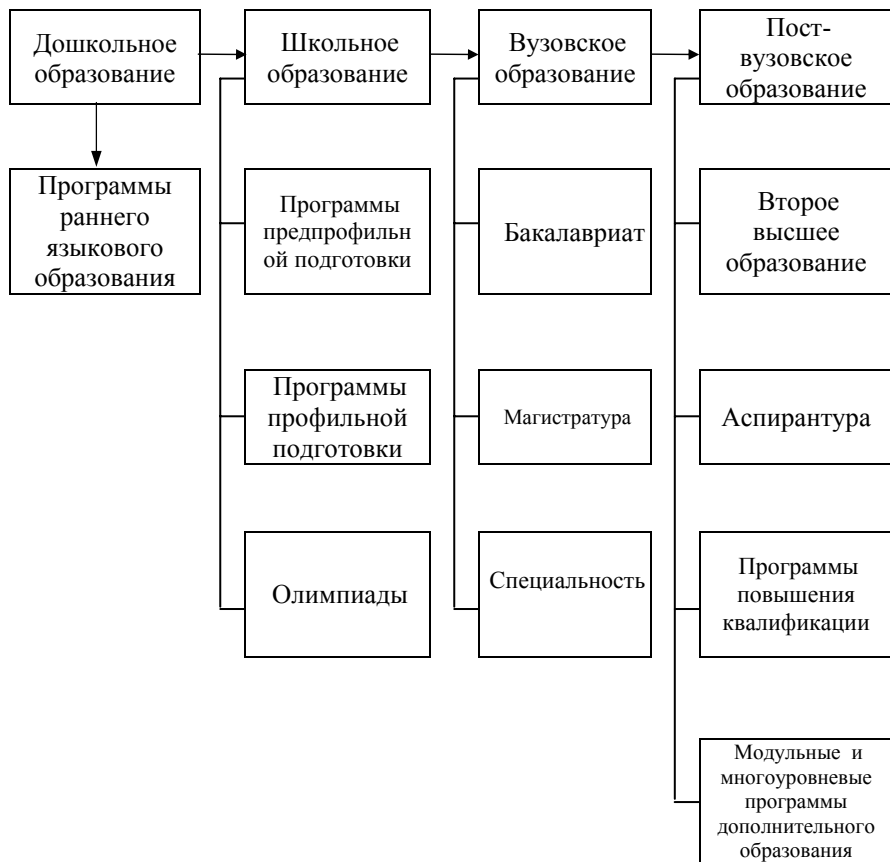 Дошкольное
образование
Школьное
образование
Вузовское
образование
Пост-
вузовское
образование
Программы
раннего
языкового
образования
Программы
предпрофильн
ой подготовки
Бакалавриат
Второе
высшее
образование
Программы
профильной
подготовки
Магистратура
Аспирантура
Олимпиады
Специальность
Программы
повышения
квалификации
Модульные и
многоуровневые
программы
дополнительного
образования